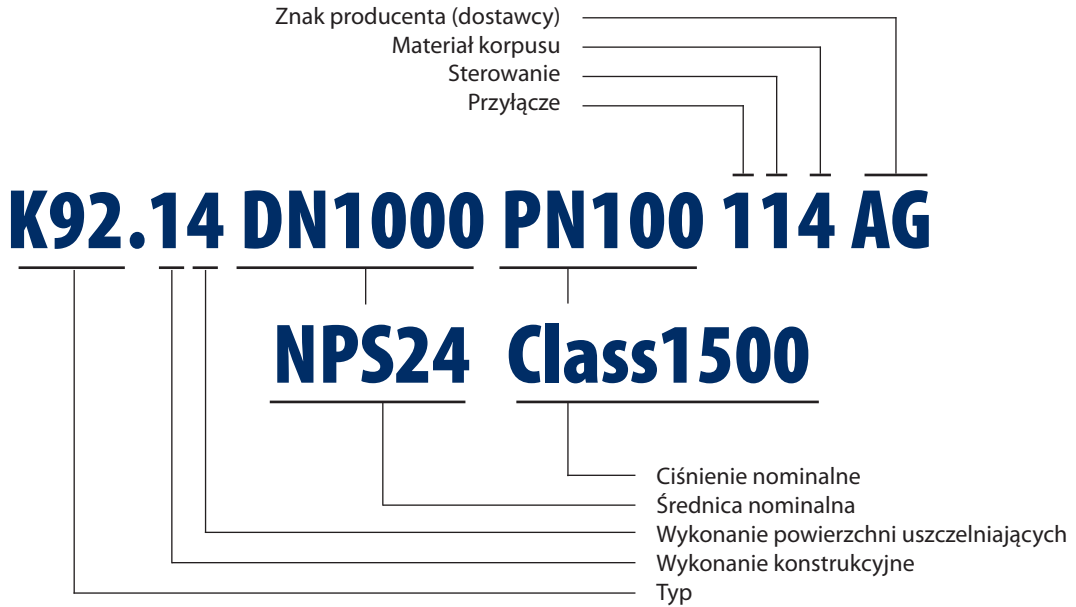 Znak producenta (dostawcy)
Materiał korpusu
Sterowanie
Przyłącze
K92.14 DN1000 PN100 114 AG
NPS24 Class1500
Ciśnienie nominalne
Średnica nominalna
Wykonanie powierzchni uszczelniających
Wykonanie konstrukcyjne
Typ